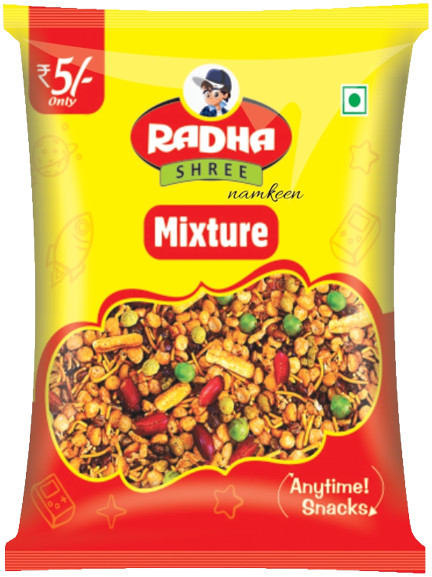 ₹5/-
Only
RADHA
SHREE
namkeen
Mixture
Anytime!
Snacks